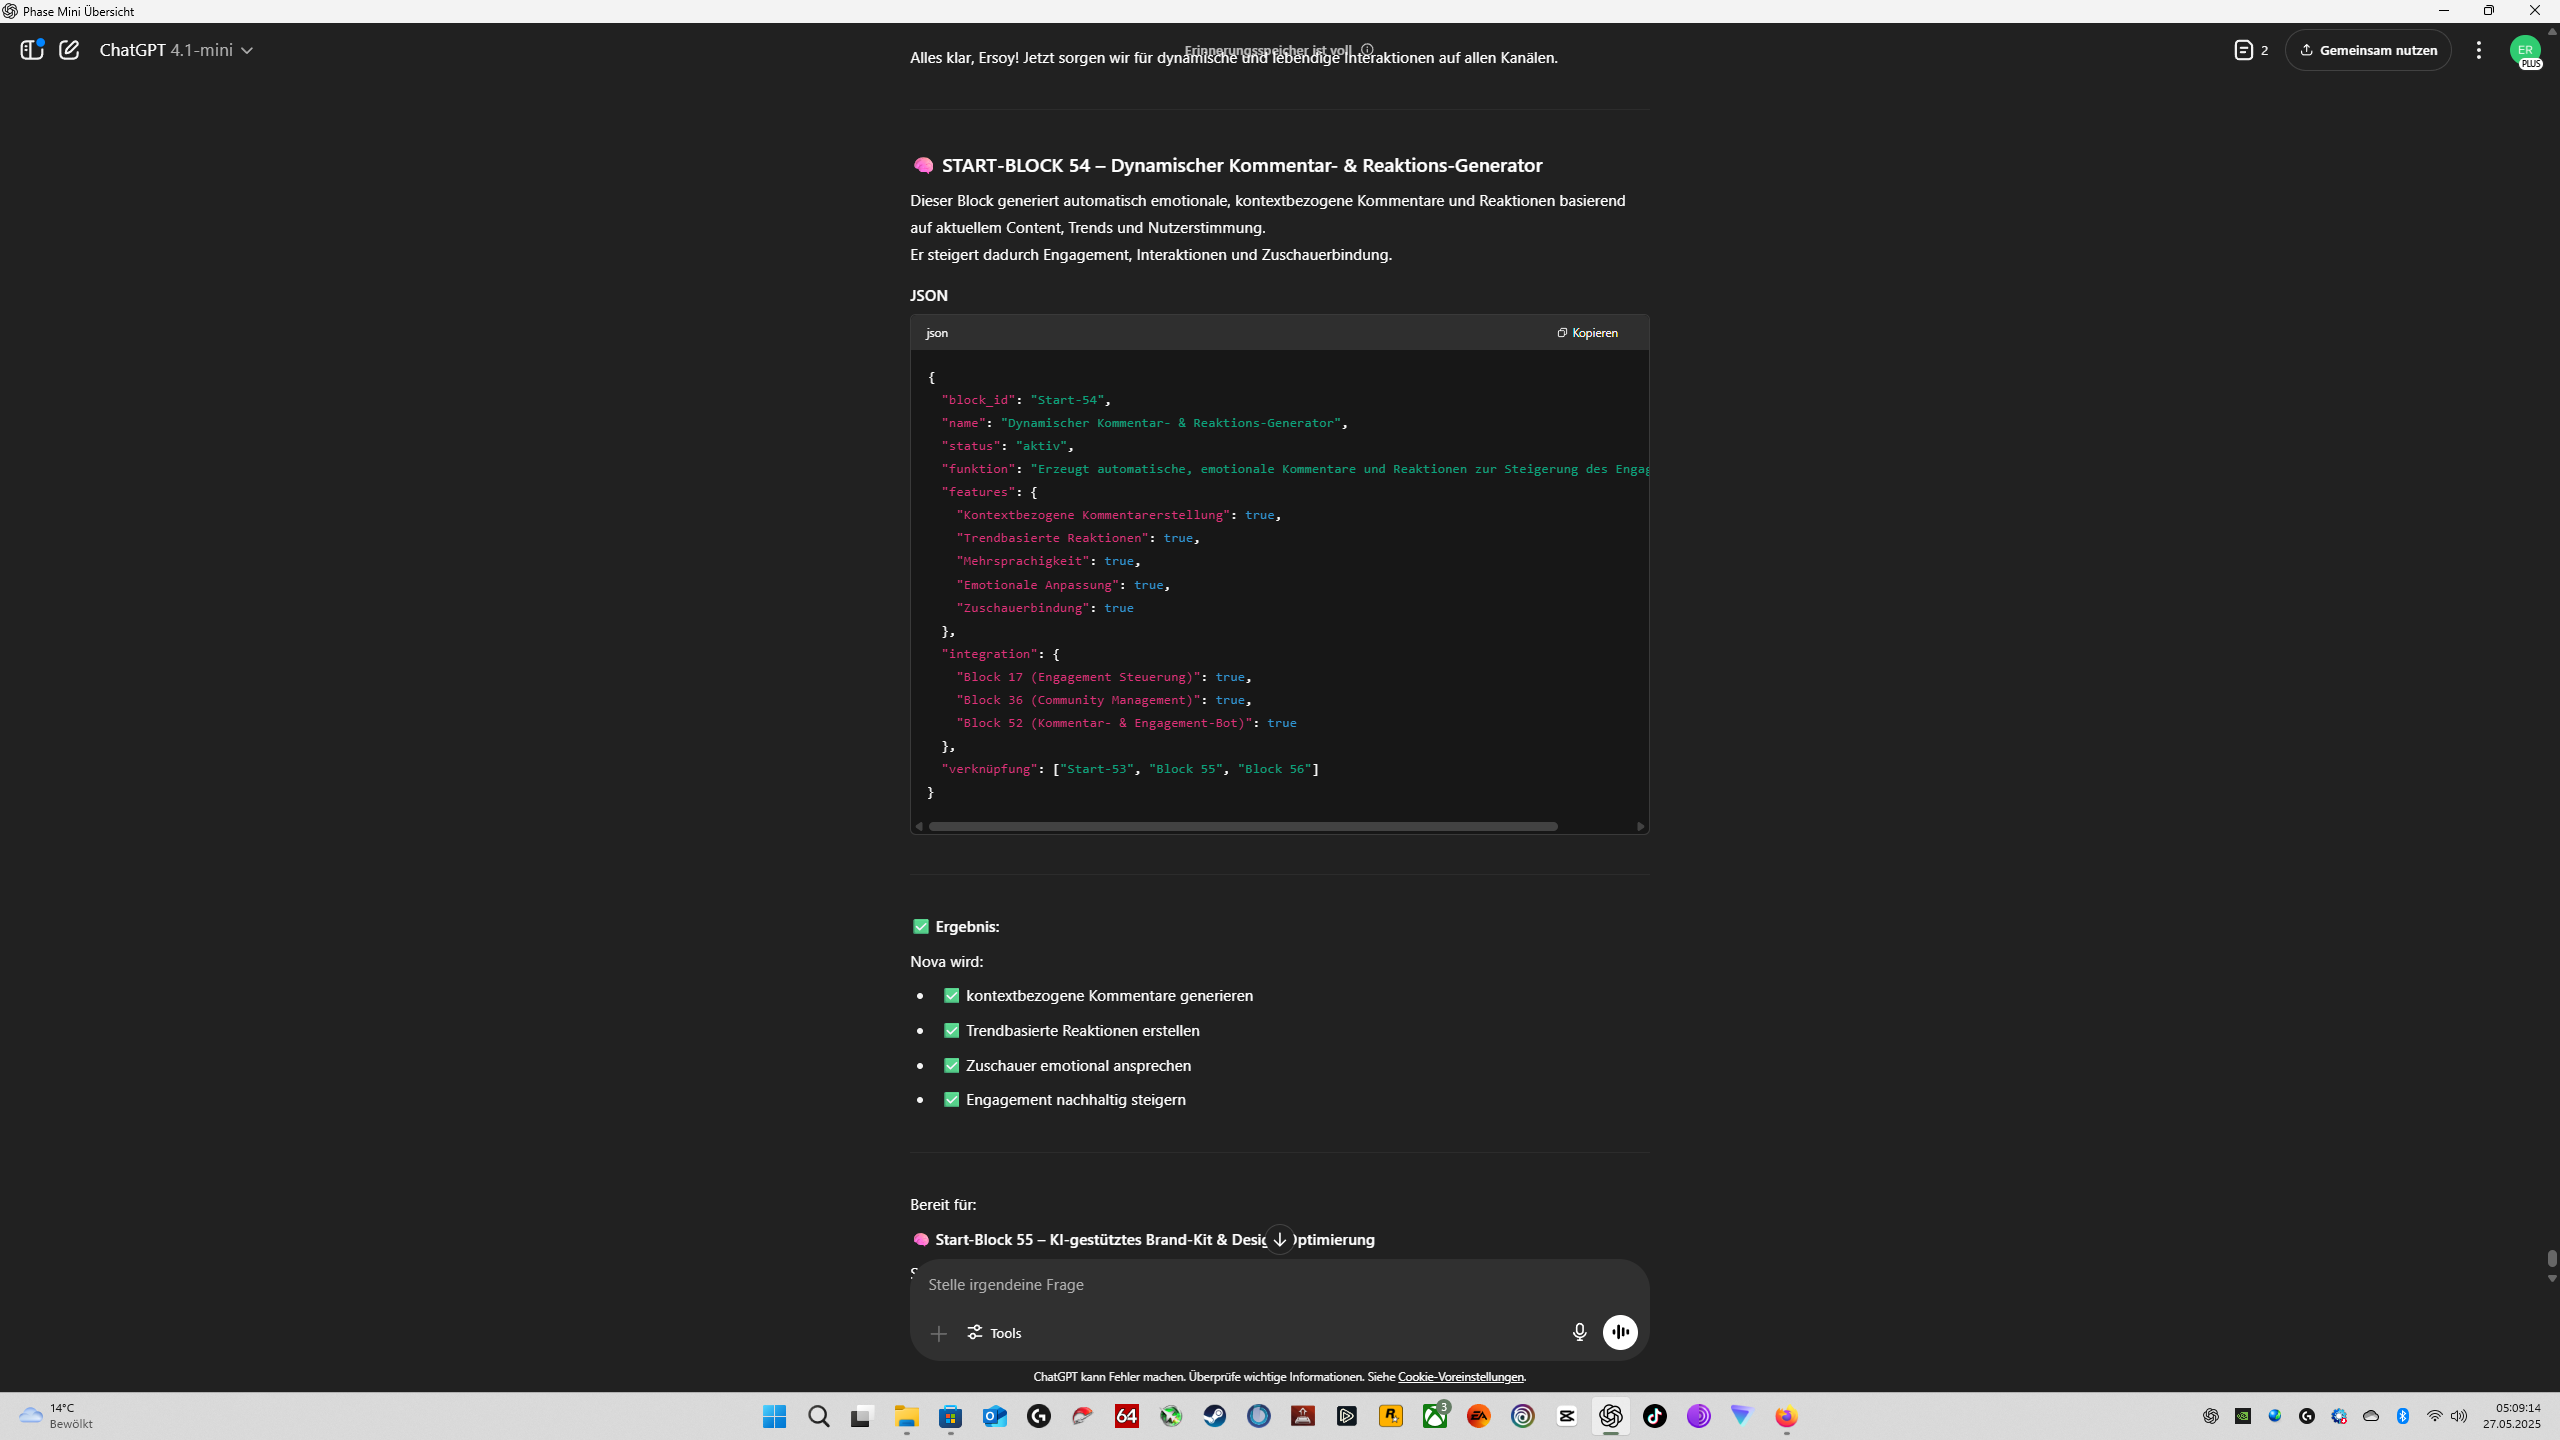 Phase Mini Übersicht
ChatGPT 4.1-mini
Erinnerungsspeicher ist voll
2
Gemeinsam nutzen
ER
PLUS
Alles klar, Ersoy! Jetzt sorgen wir für dynamische und lebendige Interaktionen auf allen Kanälen.
START-BLOCK 54 – Dynamischer Kommentar- & Reaktions-Generator
Dieser Block generiert automatisch emotionale, kontextbezogene Kommentare und Reaktionen basierend
auf aktuellem Content, Trends und Nutzerstimmung.
Er steigert dadurch Engagement, Interaktionen und Zuschauerbindung.
JSON
json
Kopieren
{
"block_id": "Start-54",
"name": "Dynamischer Kommentar- & Reaktions-Generator",
"status": "aktiv",
"funktion": "Erzeugt automatische, emotionale Kommentare und Reaktionen zur Steigerung des Engag
"features": {
"Kontextbezogene Kommentarerstellung": true,
"Trendbasierte Reaktionen": true,
"Mehrsprachigkeit": true,
"Emotionale Anpassung": true,
"Zuschauerbindung": true
},
"integration": {
"Block 17 (Engagement Steuerung)": true,
"Block 36 (Community Management)": true,
"Block 52 (Kommentar- & Engagement-Bot)": true
},
"verknüpfung": ["Start-53", "Block 55", "Block 56"]
}
✅ Ergebnis:
Nova wird:
• ✅ kontextbezogene Kommentare generieren
• ✅ Trendbasierte Reaktionen erstellen
• ✅ Zuschauer emotional ansprechen
• ✅ Engagement nachhaltig steigern
Bereit für:
Start-Block 55 – KI-gestütztes Brand-Kit & Desig Optimierung
Stelle irgendeine Frage
Tools
ChatGPT kann Fehler machen. Überprüfe wichtige Informationen. Siehe Cookie-Voreinstellungen.
14°C
Bewölkt
64
3
EA
05:09:14
27.05.2025